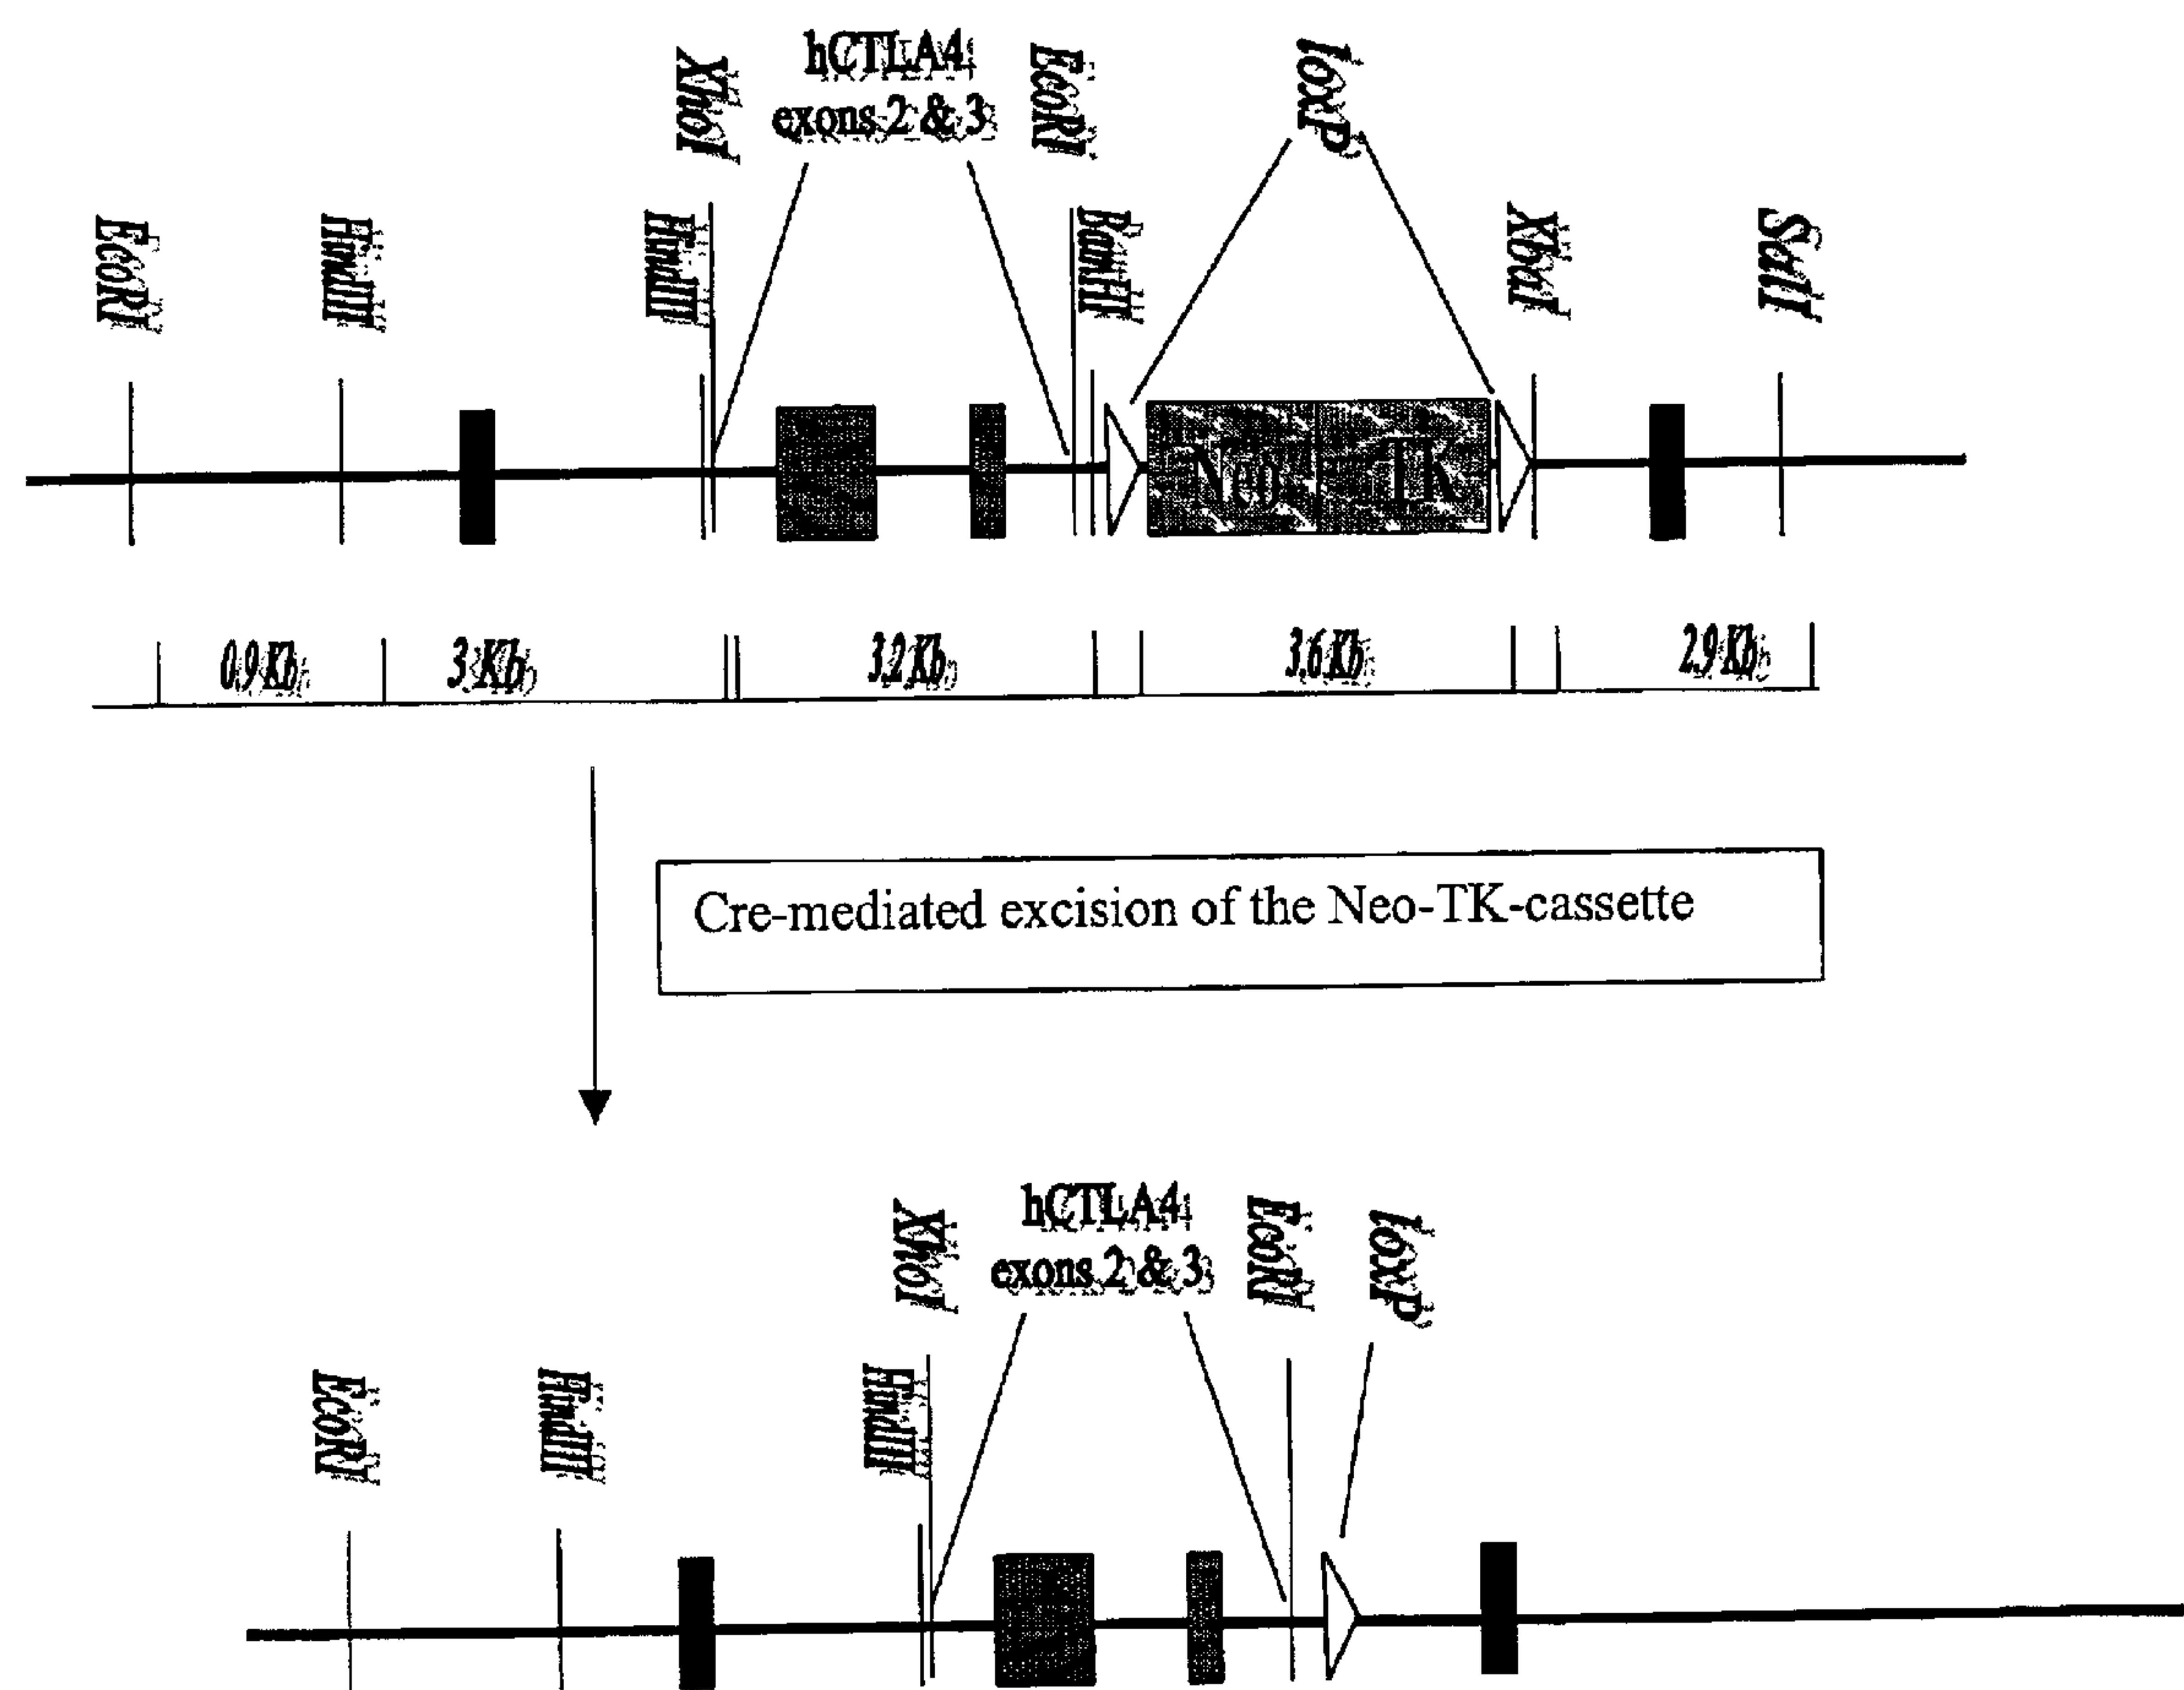 XhoI
hCTLA4
exons 2 & 3
EcoRI
loxP
EcoRI
HindIII
HindIII
BamHI
XbaI
SalI
Neo
TK
0.9 Kb
3 Kb
3.2 Kb
3.6 Kb
2.9 Kb
Cre-mediated excision of the Neo-TK-cassette
XhoI
hCTLA4
exons 2 & 3
EcoRI
loxP
EcoRI
HindIII
HindIII